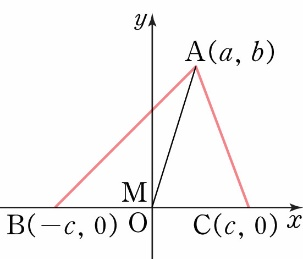 y
A(a, b)
M
B(−c, 0) O C(c, 0) x